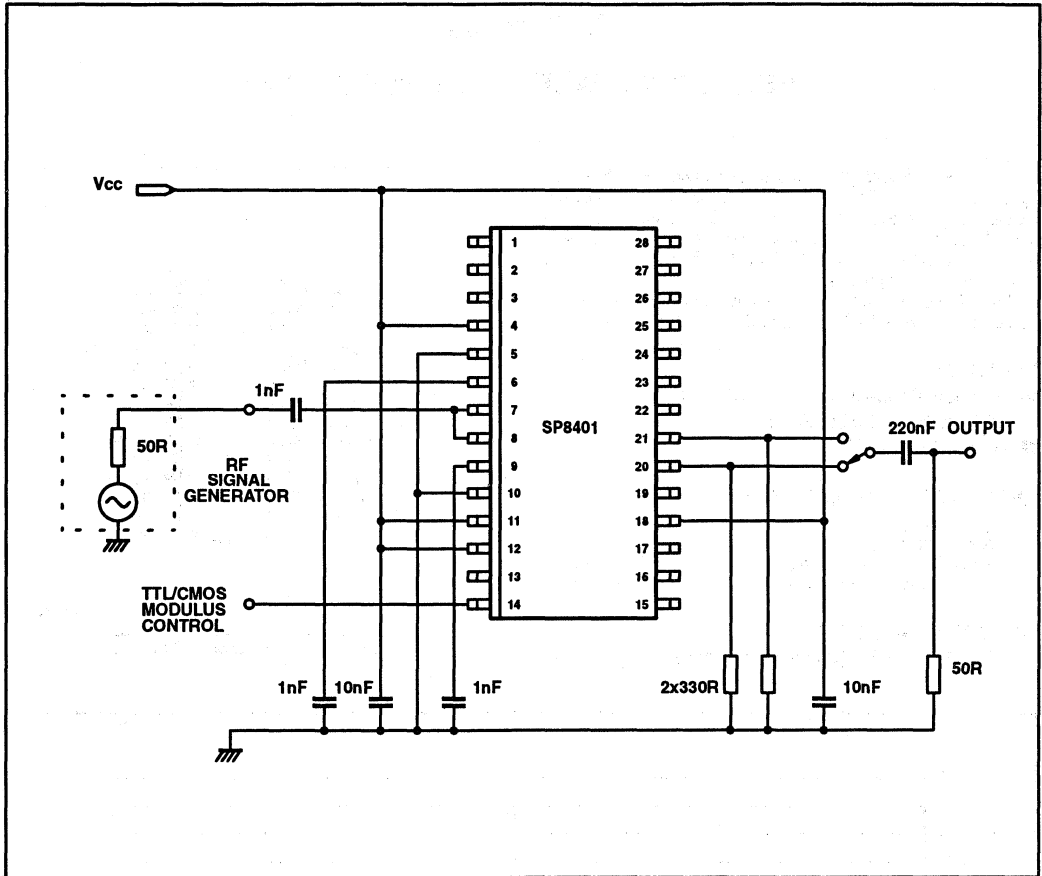 Vcc
1 28
2 27
3 26
4 25
5 24
6 23
1nF
7 22
SP8401
8 21
220nF OUTPUT
50R
9 20
RF
SIGNAL
GENERATOR
10 19
11 18
12 17
13 16
TTL/CMOS
MODULUS
CONTROL
14 15
1nF 10nF 1nF 2x330R 10nF 50R